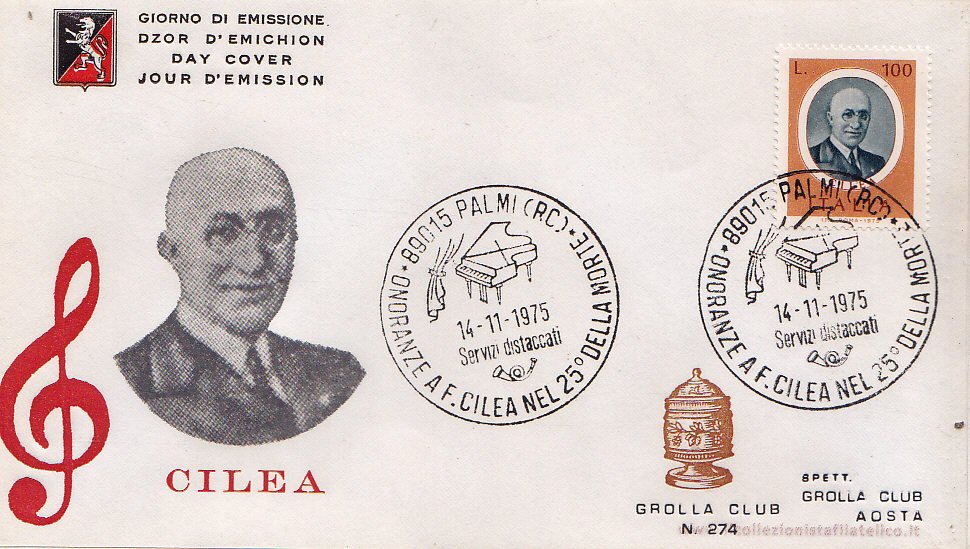 GIORNO DI EMISSIONE.
DZOR D'EMICHION
DAY COVER
JOUR D'EMISSION
L. 100
ITALIA
89015 PALMI (RC)
* ONORANZE A F. CILEA NEL 25° DELLA MORTE *
14-11-1975
Servizi distaccati
89015 PALMI (RC)
* ONORANZE A F. CILEA NEL 25° DELLA MORTE
14-11-1975
Servizi distaccati
CILEA
GROLLA CLUB
N. 274
SPETT.
GROLLA CLUB
AOSTA
collezionistafilatelico.it